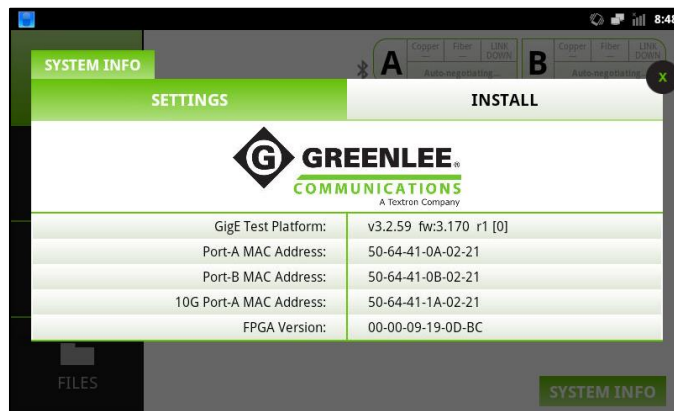 8:48
Copper
Fiber
LINK DOWN
A
Auto-negotiating...
Copper
Fiber
LINK DOWN
B
Auto-negotiating...
SYSTEM INFO
X
SETTINGS
INSTALL
G GREENLEE®
COMMUNICATIONS
A Textron Company
GigE Test Platform: v3.2.59 fw:3.170 r1 [0]
Port-A MAC Address: 50-64-41-0A-02-21
Port-B MAC Address: 50-64-41-0B-02-21
10G Port-A MAC Address: 50-64-41-1A-02-21
FPGA Version: 00-00-09-19-0D-BC
FILES
SYSTEM INFO